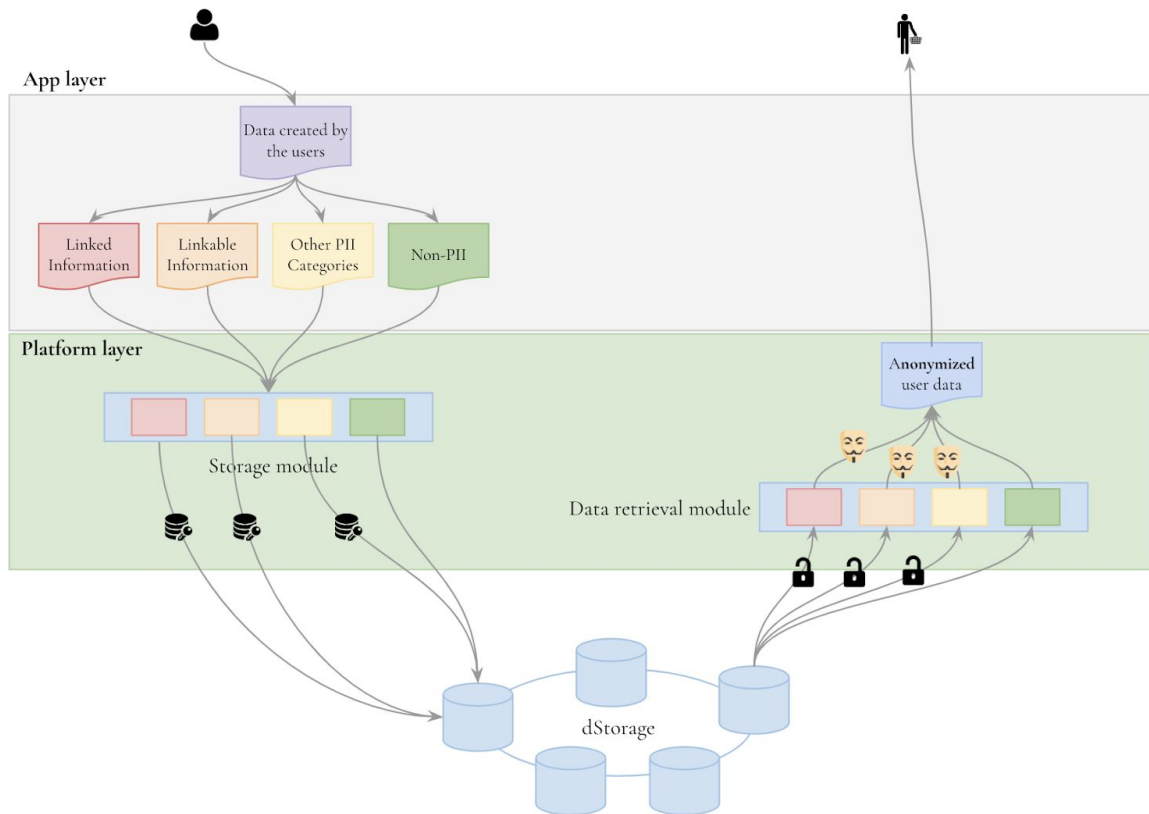 App layer
Data created by
the users
Linked
Information
Linkable
Information
Other PII
Categories
Non-PII
Platform layer
Anonymized
user data
Storage module
Data retrieval module
dStorage